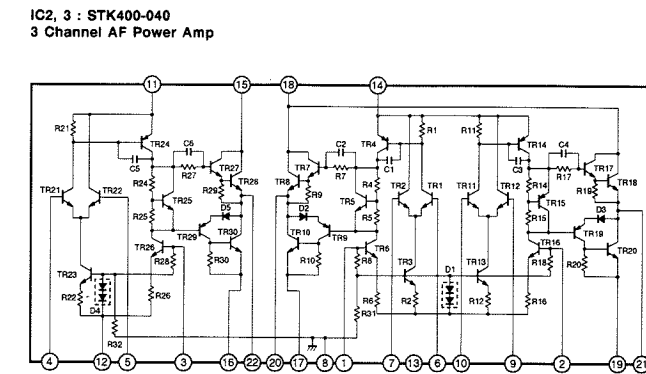 IC2, 3 : STK400-040
3 Channel AF Power Amp
11 15 18 14
R21 TR24 C6 C2 TR4 R1 R11 TR14 C4
C5 R27 TR27 TR7 R7 C1 C3 R17 TR17
TR21 TR22 R24 TR25 R29 TR28 TR8 R9 R4 TR2 TR1 TR11 TR12 R14 TR15 R19 TR18
R25 D5 D2 TR5 R5 R15 D3
TR29 TR30 TR10 TR9 TR19
TR26 R28 R30 R10 R8 TR6 TR3 D1 TR13 TR16 R18 R20 TR20
TR23 R22 D4 R26 R32 R6 R31 R2 R12 R16
4 12 5 3 16 22 20 17 8 1 7 13 6 10 9 2 19 21